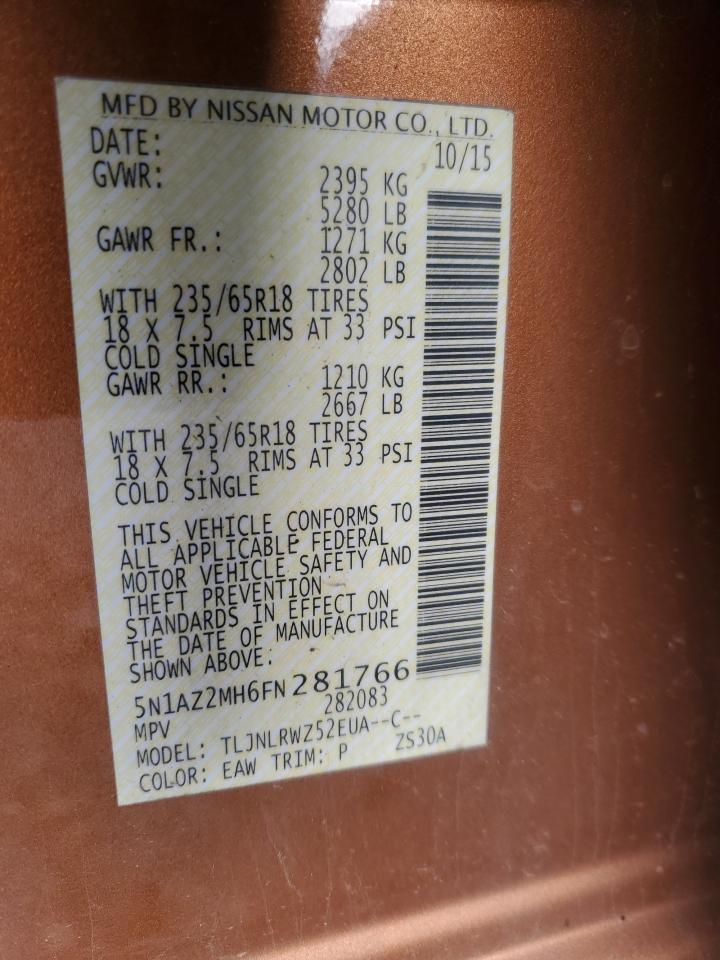 MFD BY NISSAN MOTOR CO., LTD.
DATE: 10/15
GVWR: 2395 KG
5280 LB
GAWR FR.: 1271 KG
2802 LB
WITH 235/65R18 TIRES
18 X 7.5 RIMS AT 33 PSI
COLD SINGLE
GAWR RR.: 1210 KG
2667 LB
WITH 235/65R18 TIRES
18 X 7.5 RIMS AT 33 PSI
COLD SINGLE
THIS VEHICLE CONFORMS TO
ALL APPLICABLE FEDERAL
MOTOR VEHICLE SAFETY AND
THEFT PREVENTION
STANDARDS IN EFFECT ON
THE DATE OF MANUFACTURE
SHOWN ABOVE.
5N1AZ2MH6FN281766
MPV 282083
MODEL: TLJNLRWZ52EUA--C--
COLOR: EAW TRIM: P ZS30A